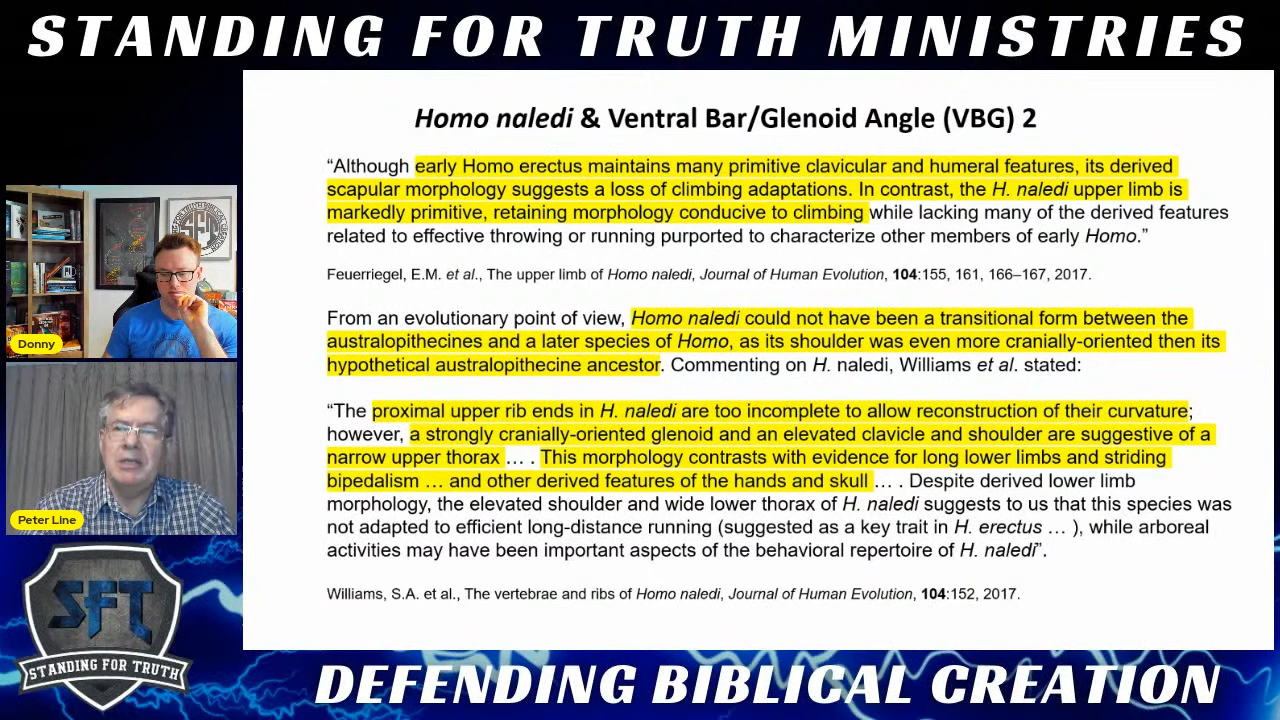 STANDING FOR TRUTH MINISTRIES
Homo naledi & Ventral Bar/Glenoid Angle (VBG) 2
“Although early Homo erectus maintains many primitive clavicular and humeral features, its derived
scapular morphology suggests a loss of climbing adaptations. In contrast, the H. naledi upper limb is
markedly primitive, retaining morphology conducive to climbing while lacking many of the derived features
related to effective throwing or running purported to characterize other members of early Homo.”
Feuerriegel, E.M. et al., The upper limb of Homo naledi, Journal of Human Evolution, 104:155, 161, 166–167, 2017.
From an evolutionary point of view, Homo naledi could not have been a transitional form between the
australopithecines and a later species of Homo, as its shoulder was even more cranially-oriented then its
hypothetical australopithecine ancestor. Commenting on H. naledi, Williams et al. stated:
“The proximal upper rib ends in H. naledi are too incomplete to allow reconstruction of their curvature;
however, a strongly cranially-oriented glenoid and an elevated clavicle and shoulder are suggestive of a
narrow upper thorax … . This morphology contrasts with evidence for long lower limbs and striding
bipedalism … and other derived features of the hands and skull … . Despite derived lower limb
morphology, the elevated shoulder and wide lower thorax of H. naledi suggests to us that this species was
not adapted to efficient long-distance running (suggested as a key trait in H. erectus … ), while arboreal
activities may have been important aspects of the behavioral repertoire of H. naledi”.
Williams, S.A. et al., The vertebrae and ribs of Homo naledi, Journal of Human Evolution, 104:152, 2017.
Donny
Peter Line
SFT
STANDING FOR TRUTH
DEFENDING BIBLICAL CREATION